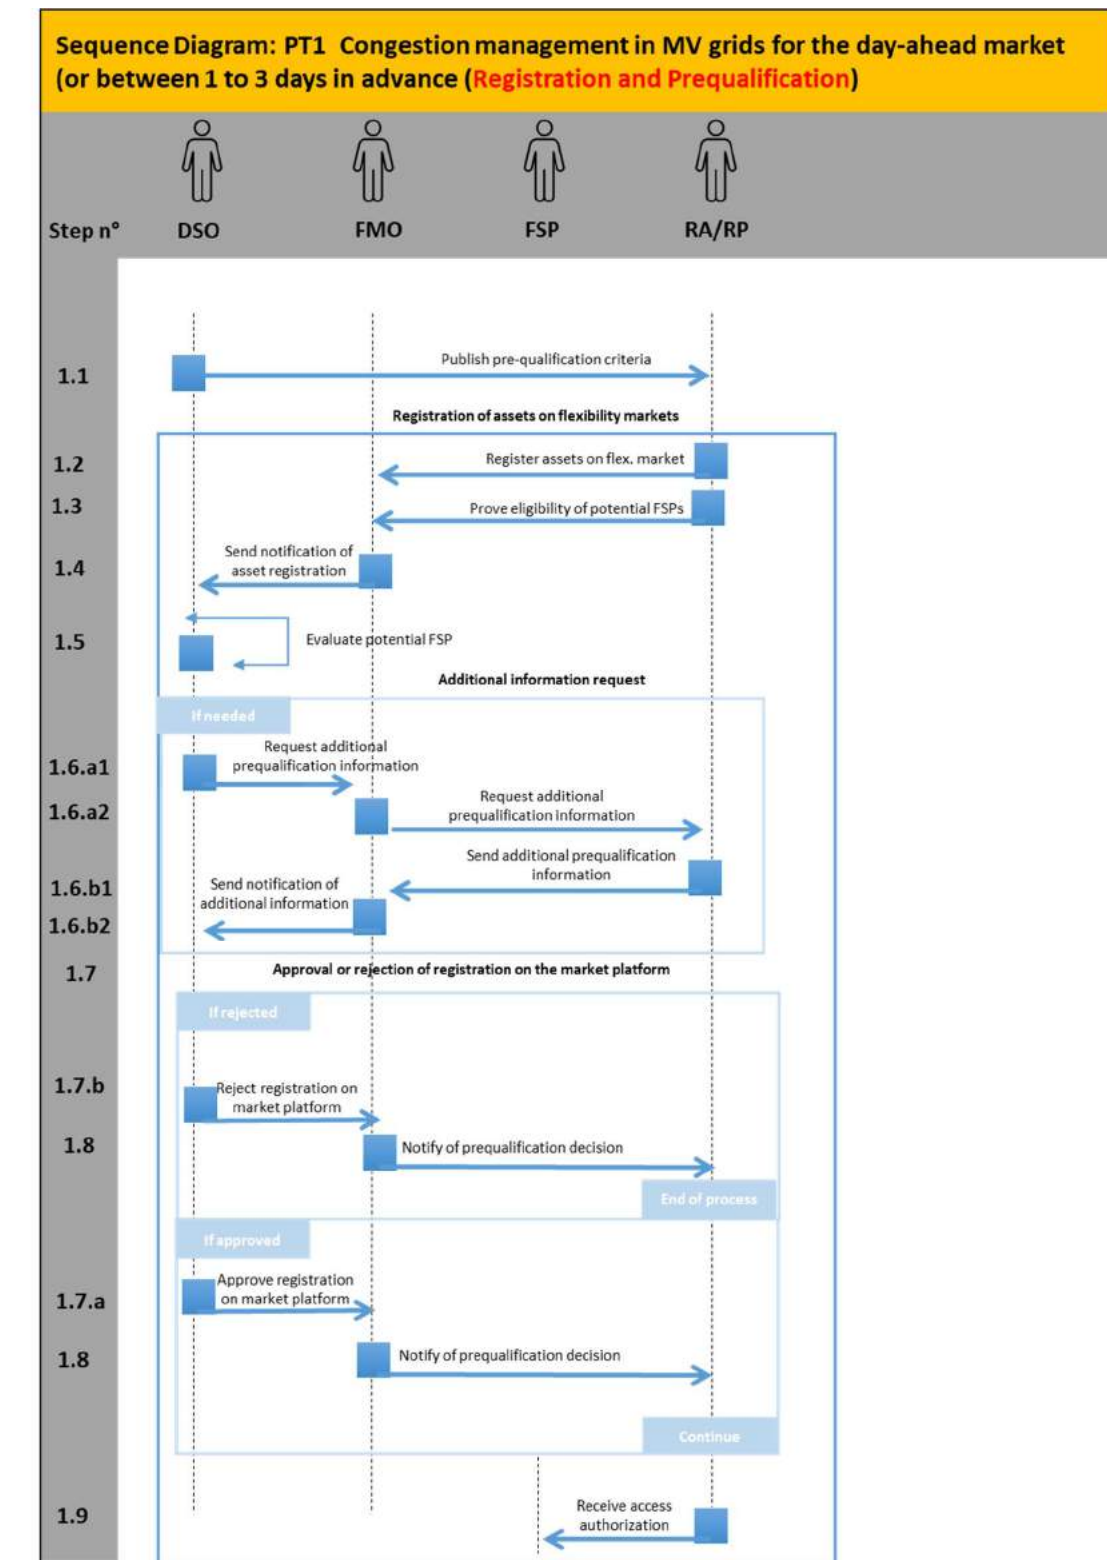 Sequence Diagram: PT1 Congestion management in MV grids for the day-ahead market
(or between 1 to 3 days in advance (Registration and Prequalification)
Step n° DSO FMO FSP RA/RP
1.1 Publish pre-qualification criteria
Registration of assets on flexibility markets
1.2 Register assets on flex. market
1.3 Prove eligibility of potential FSPs
1.4 Send notification of
asset registration
1.5 Evaluate potential FSP
Additional information request
If needed
1.6.a1 Request additional
prequalification information
1.6.a2 Request additional
prequalification information
1.6.b1 Send additional prequalification
information
1.6.b2 Send notification of
additional information
1.7 Approval or rejection of registration on the market platform
If rejected
1.7.b Reject registration on
market platform
1.8 Notify of prequalification decision
End of process
If approved
1.7.a Approve registration
on market platform
1.8 Notify of prequalification decision
Continue
1.9 Receive access
authorization